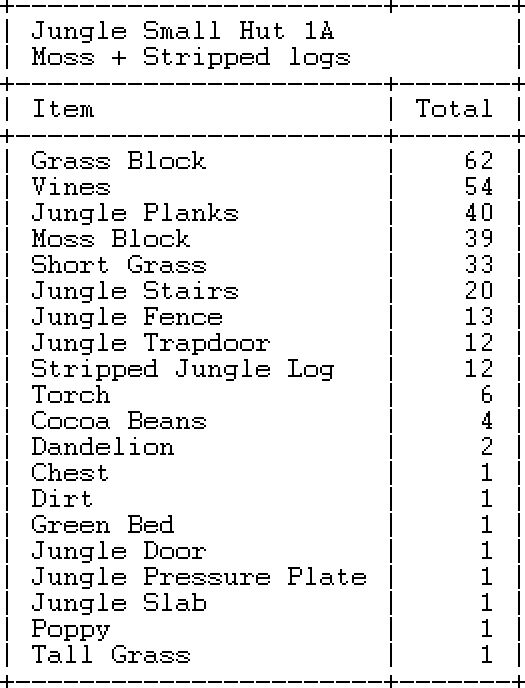 Jungle Small Hut 1A
Moss + Stripped logs
Item Total
Grass Block 62
Vines 54
Jungle Planks 40
Moss Block 39
Short Grass 33
Jungle Stairs 20
Jungle Fence 13
Jungle Trapdoor 12
Stripped Jungle Log 12
Torch 6
Cocoa Beans 4
Dandelion 2
Chest 1
Dirt 1
Green Bed 1
Jungle Door 1
Jungle Pressure Plate 1
Jungle Slab 1
Poppy 1
Tall Grass 1